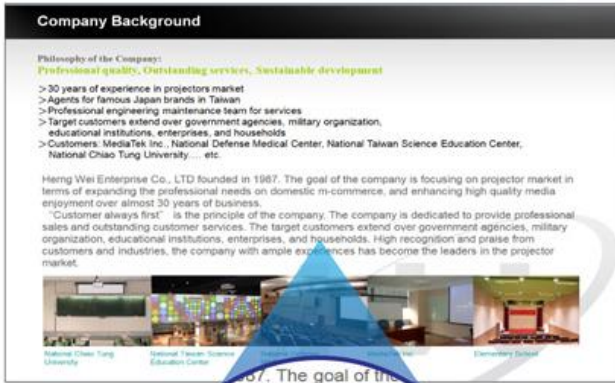 Company Background
Philosophy of the Company:
Professional quality, Outstanding services, Sustainable development
>30 years of experience in projectors market
>Agents for famous Japan brands in Taiwan
>Professional engineering maintenance team for services
>Target customers extend over government agencies, military organization,
educational institutions, enterprises, and households
>Customers: MediaTek Inc., National Defense Medical Center, National Taiwan Science Education Center,
National Chiao Tung University.... etc.
Herng Wei Enterprise Co., LTD founded in 1987. The goal of the company is focusing on projector market in
terms of expanding the professional needs on domestic m-commerce, and enhancing high quality media
enjoyment over almost 30 years of business.
“Customer always first” is the principle of the company. The company is dedicated to provide professional
sales and outstanding customer services. The target customers extend over government agencies, military
organization, educational institutions, enterprises, and households. High recognition and praise from
customers and industries, the company with ample experiences has become the leaders in the projector
market.
National Chiao Tung
University
National Taiwan Science
Education Center
MediaTek Inc.
Elementary School
87. The goal of the